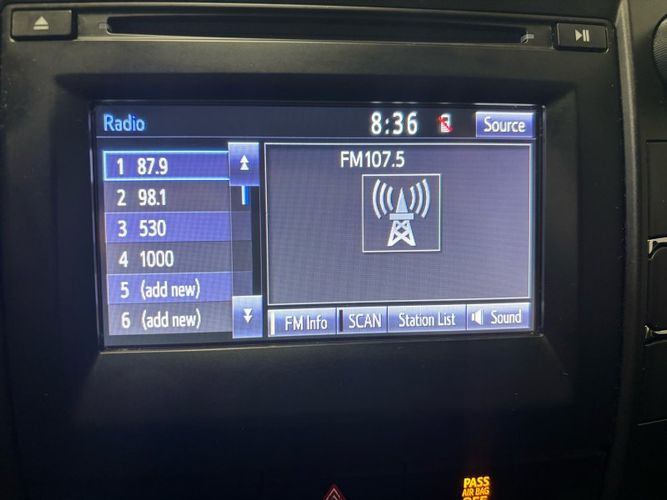 Radio
8:36
Source
1 87.9
2 98.1
3 530
4 1000
5 (add new)
6 (add new)
FM107.5
FM Info
SCAN
Station List
Sound
PASS
AIR BAG
OFF